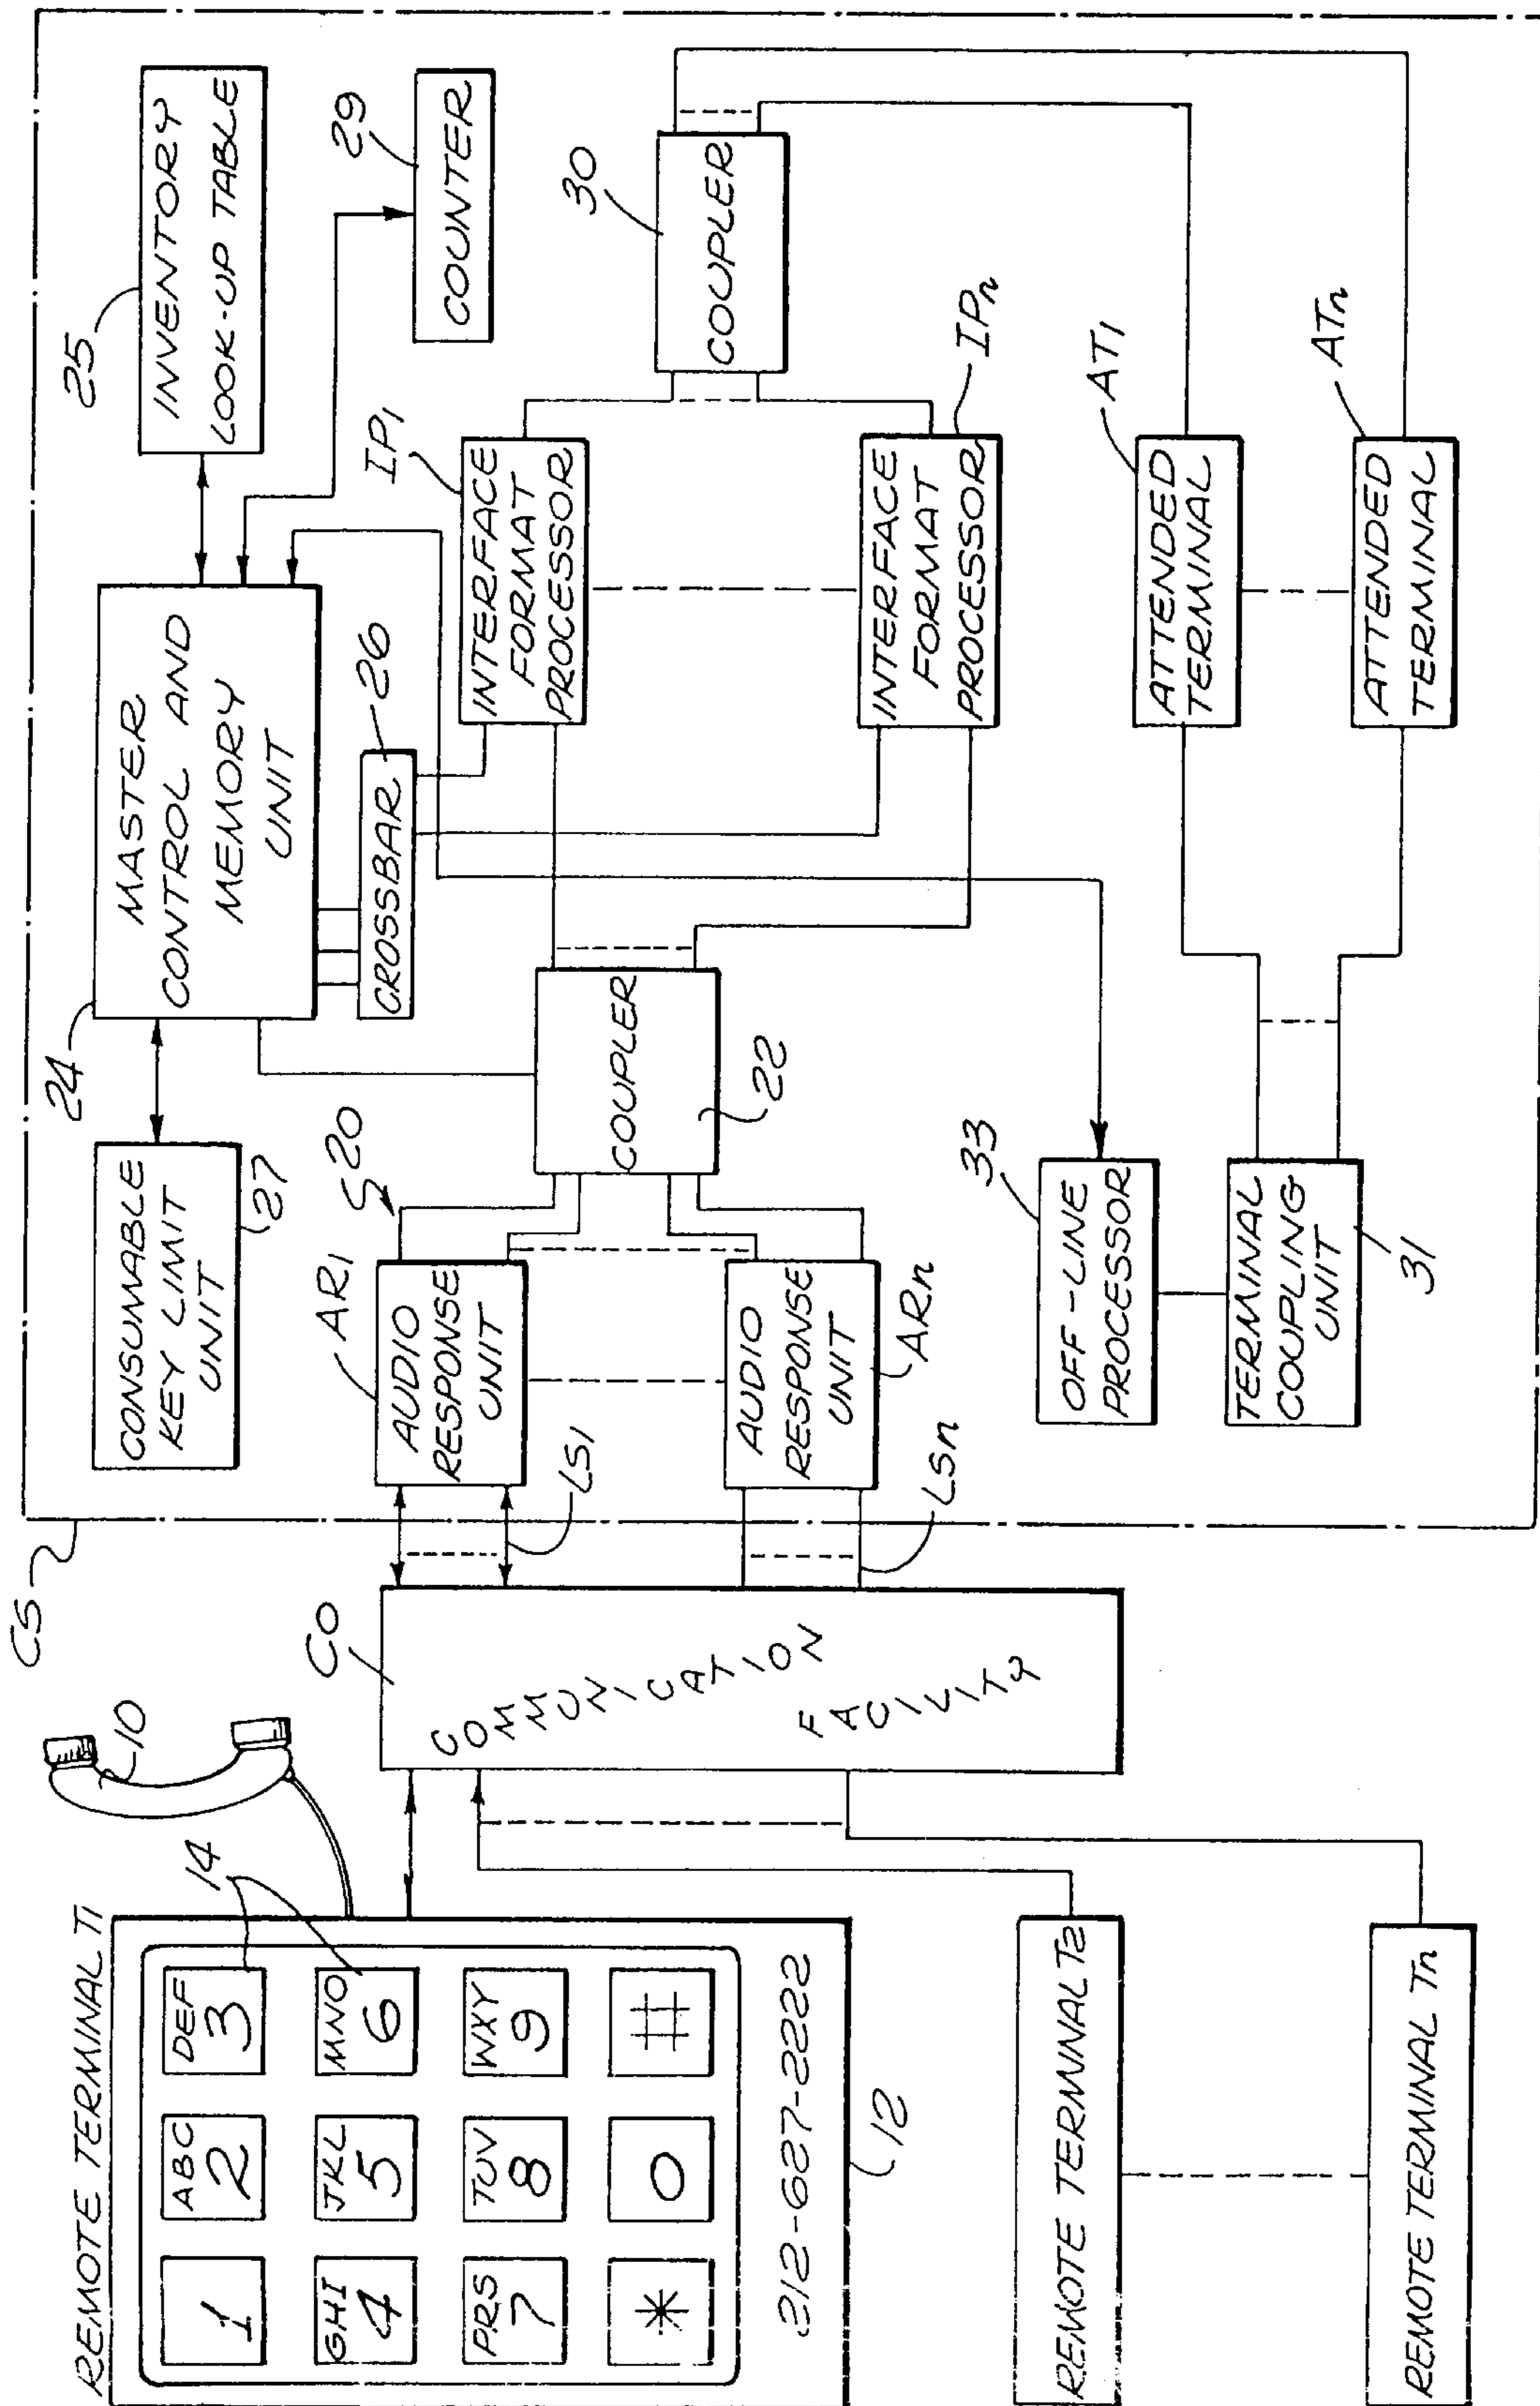 REMOTE TERMINAL T1
1
ABC
2
DEF
3
GHI
4
JKL
5
MNO
6
PRS
7
TUV
8
WXY
9
*
0
#
14
10
212-627-2222
12
REMOTE TERMINAL T2
REMOTE TERMINAL Tn
CO
COMMUNICATION
FACILITY
CS
LS1
LSn
CONSUMABLE
KEY LIMIT
UNIT
27
24
MASTER
CONTROL AND
MEMORY
UNIT
25
INVENTORY
LOOK-UP TABLE
29
COUNTER
CROSSBAR
26
20
AR1
AUDIO
RESPONSE
UNIT
AUDIO
RESPONSE
UNIT
ARn
COUPLER
22
IP1
INTERFACE
FORMAT
PROCESSOR
INTERFACE
FORMAT
PROCESSOR
IPn
30
COUPLER
33
OFF-LINE
PROCESSOR
TERMINAL
COUPLING
UNIT
31
AT1
ATTENDED
TERMINAL
ATn
ATTENDED
TERMINAL